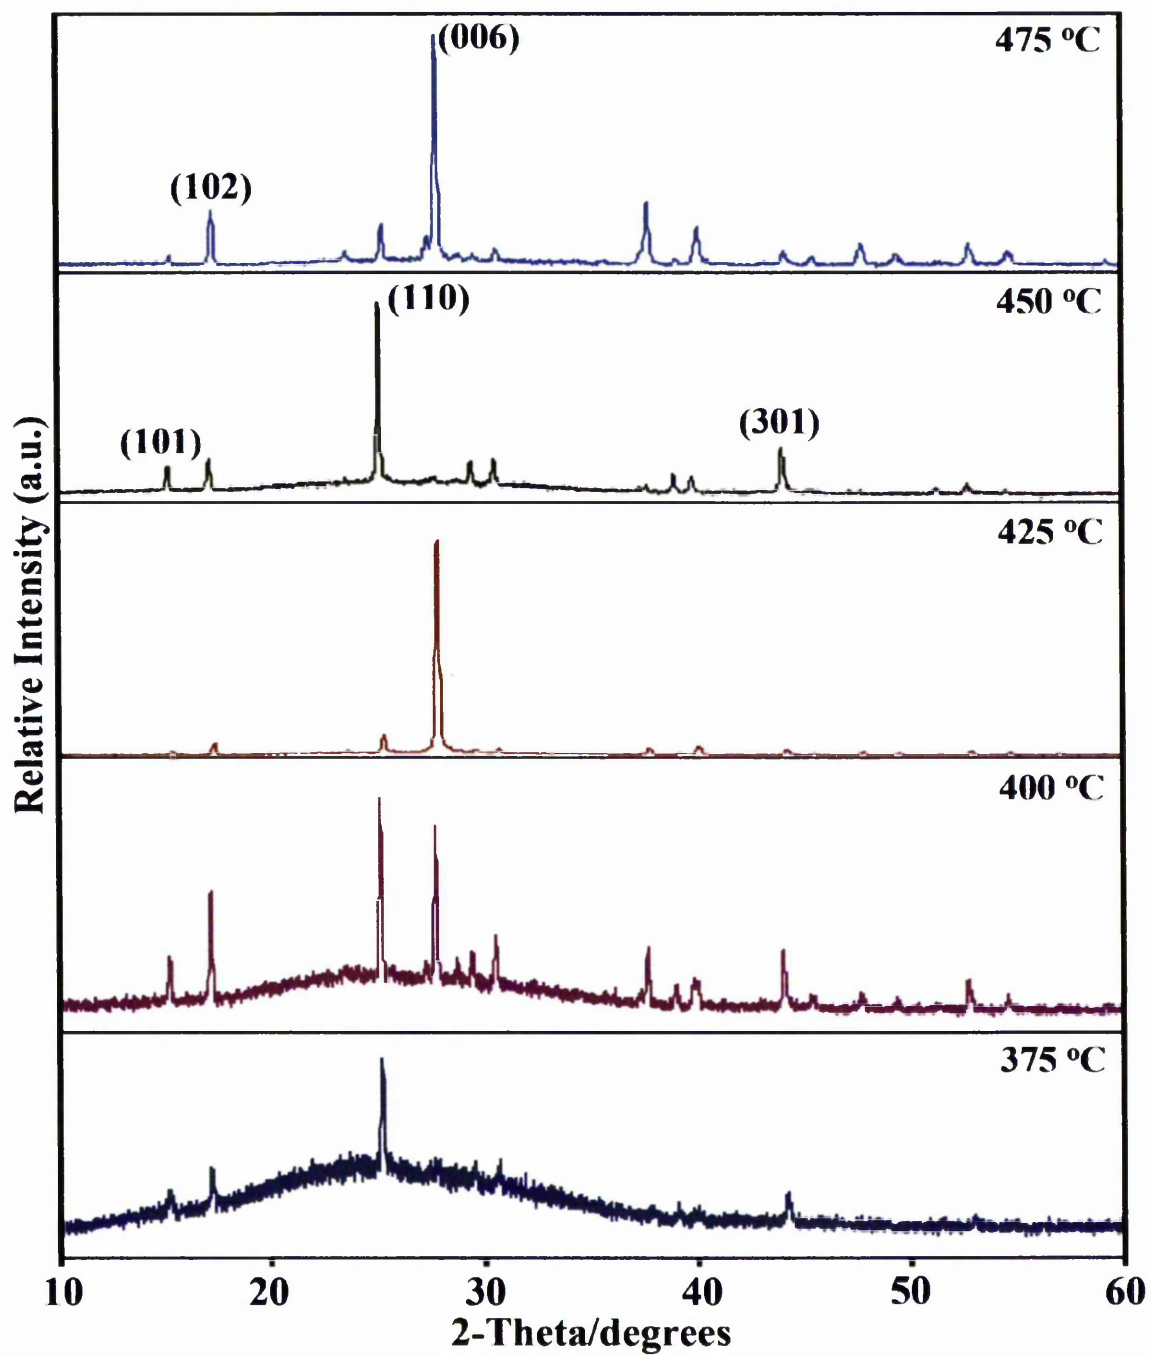 (006)
475 °C
(102)
(110)
450 °C
(101)
(301)
425 °C
400 °C
375 °C
Relative Intensity (a.u.)
10 20 30 40 50 60
2-Theta/degrees